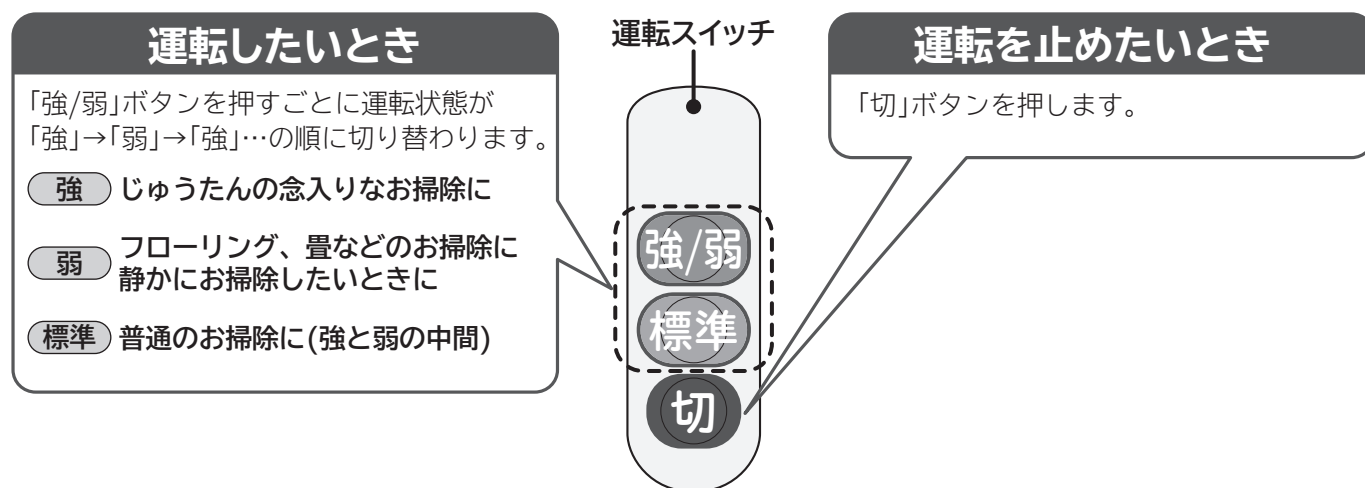 運転したいとき
「強/弱」ボタンを押すごとに運転状態が
「強」→「弱」→「強」…の順に切り替わります。
強 じゅうたんの念入りなお掃除に
弱 フローリング、畳などのお掃除に
静かにお掃除したいときに
標準 普通のお掃除に(強と弱の中間)
運転スイッチ
強/弱
標準
切
運転を止めたいとき
「切」ボタンを押します。